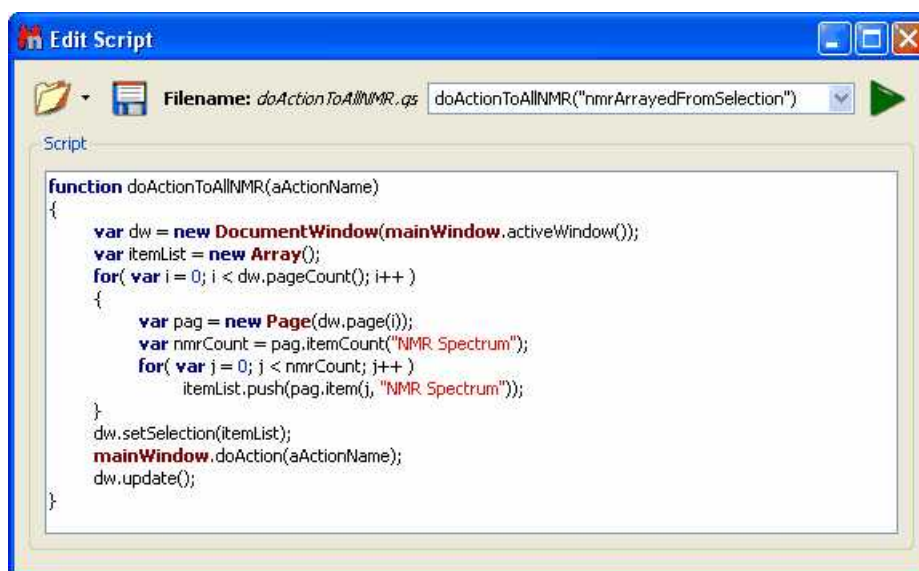 Edit Script
Filename: doActionToAllNMR.qs doActionToAllNMR("nmrArrayedFromSelection")
Script
function doActionToAllNMR(aActionName)
{
var dw = new DocumentWindow(mainWindow.activeWindow());
var itemList = new Array();
for( var i = 0; i < dw.pageCount(); i++ )
{
var pag = new Page(dw.page(i));
var nmrCount = pag.itemCount("NMR Spectrum");
for( var j = 0; j < nmrCount; j++ )
itemList.push(pag.item(j, "NMR Spectrum"));
}
dw.setSelection(itemList);
mainWindow.doAction(aActionName);
dw.update();
}